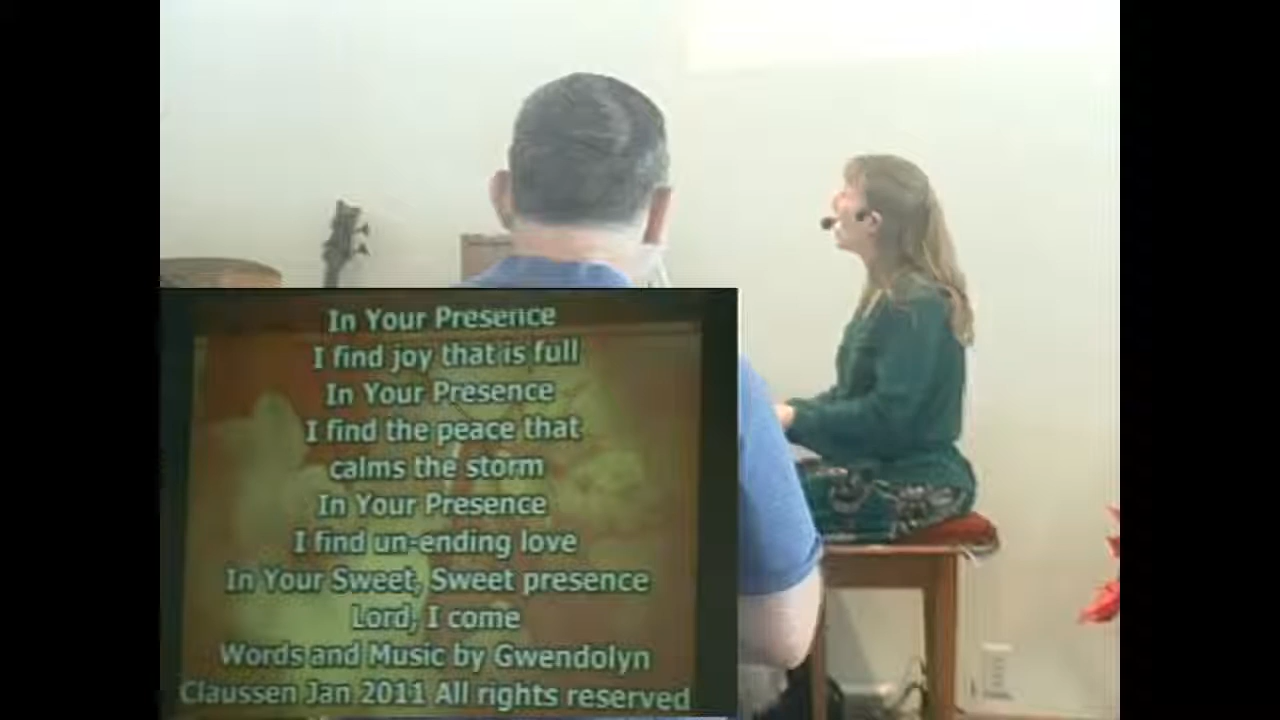 In Your Presence
I find joy that is full
In Your Presence
I find the peace that
calms the storm
In Your Presence
I find un-ending love
In Your Sweet, Sweet presence
Lord, I come
Words and Music by Gwendolyn
Claussen Jan 2011 All rights reserved